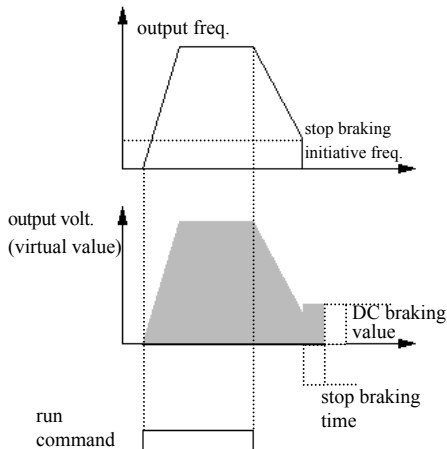 output freq.
stop braking
initiative freq.
output volt.
(virtual value)
DC braking
value
stop braking
time
run
command